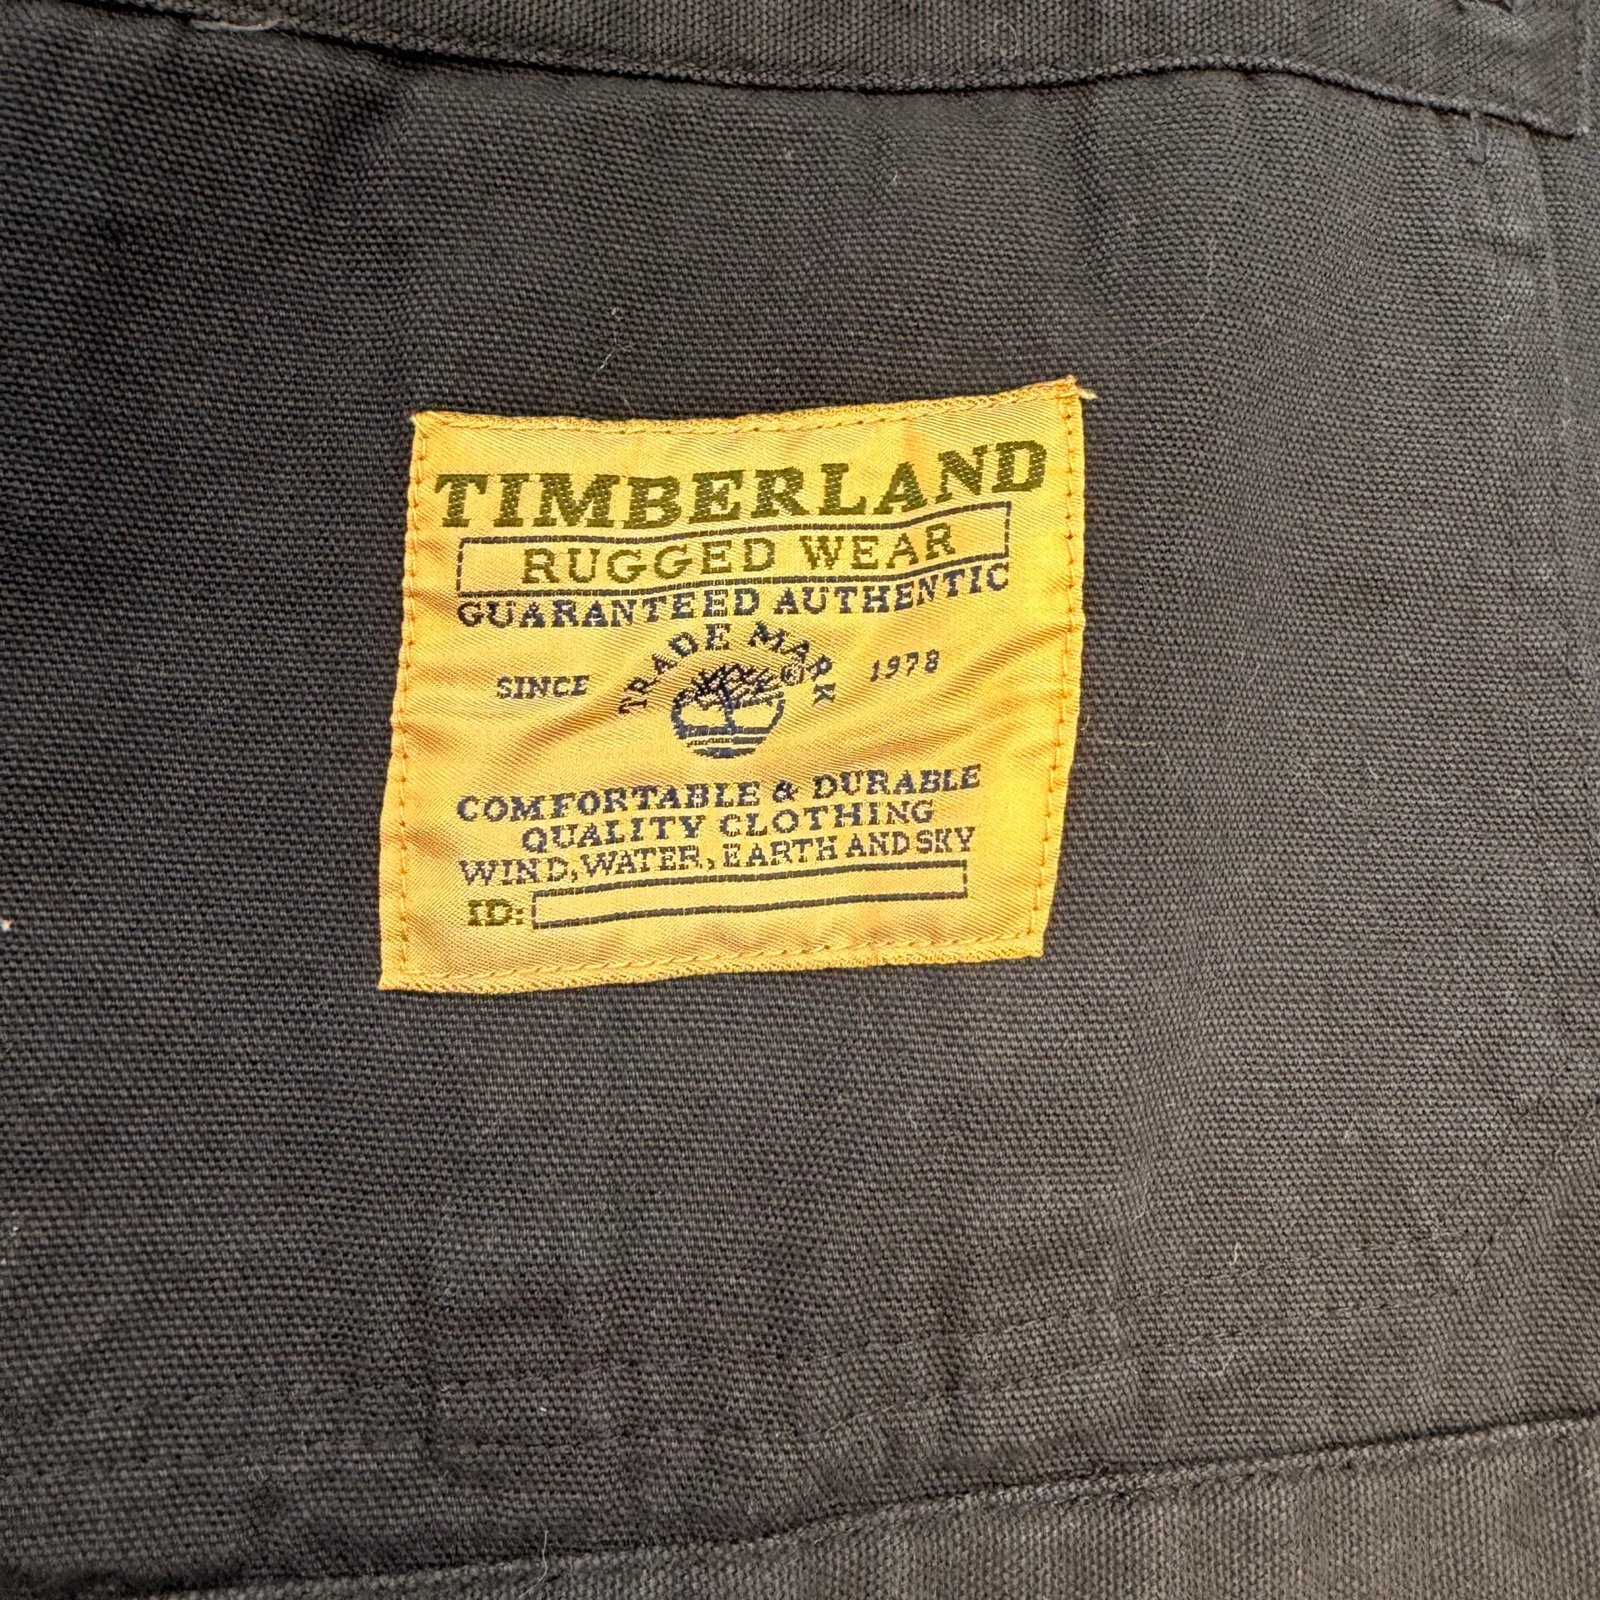 TIMBERLAND
RUGGED WEAR
GUARANTEED AUTHENTIC
TRADE MARK
SINCE 1978
COMFORTABLE & DURABLE
QUALITY CLOTHING
WIND, WATER, EARTH AND SKY
ID: